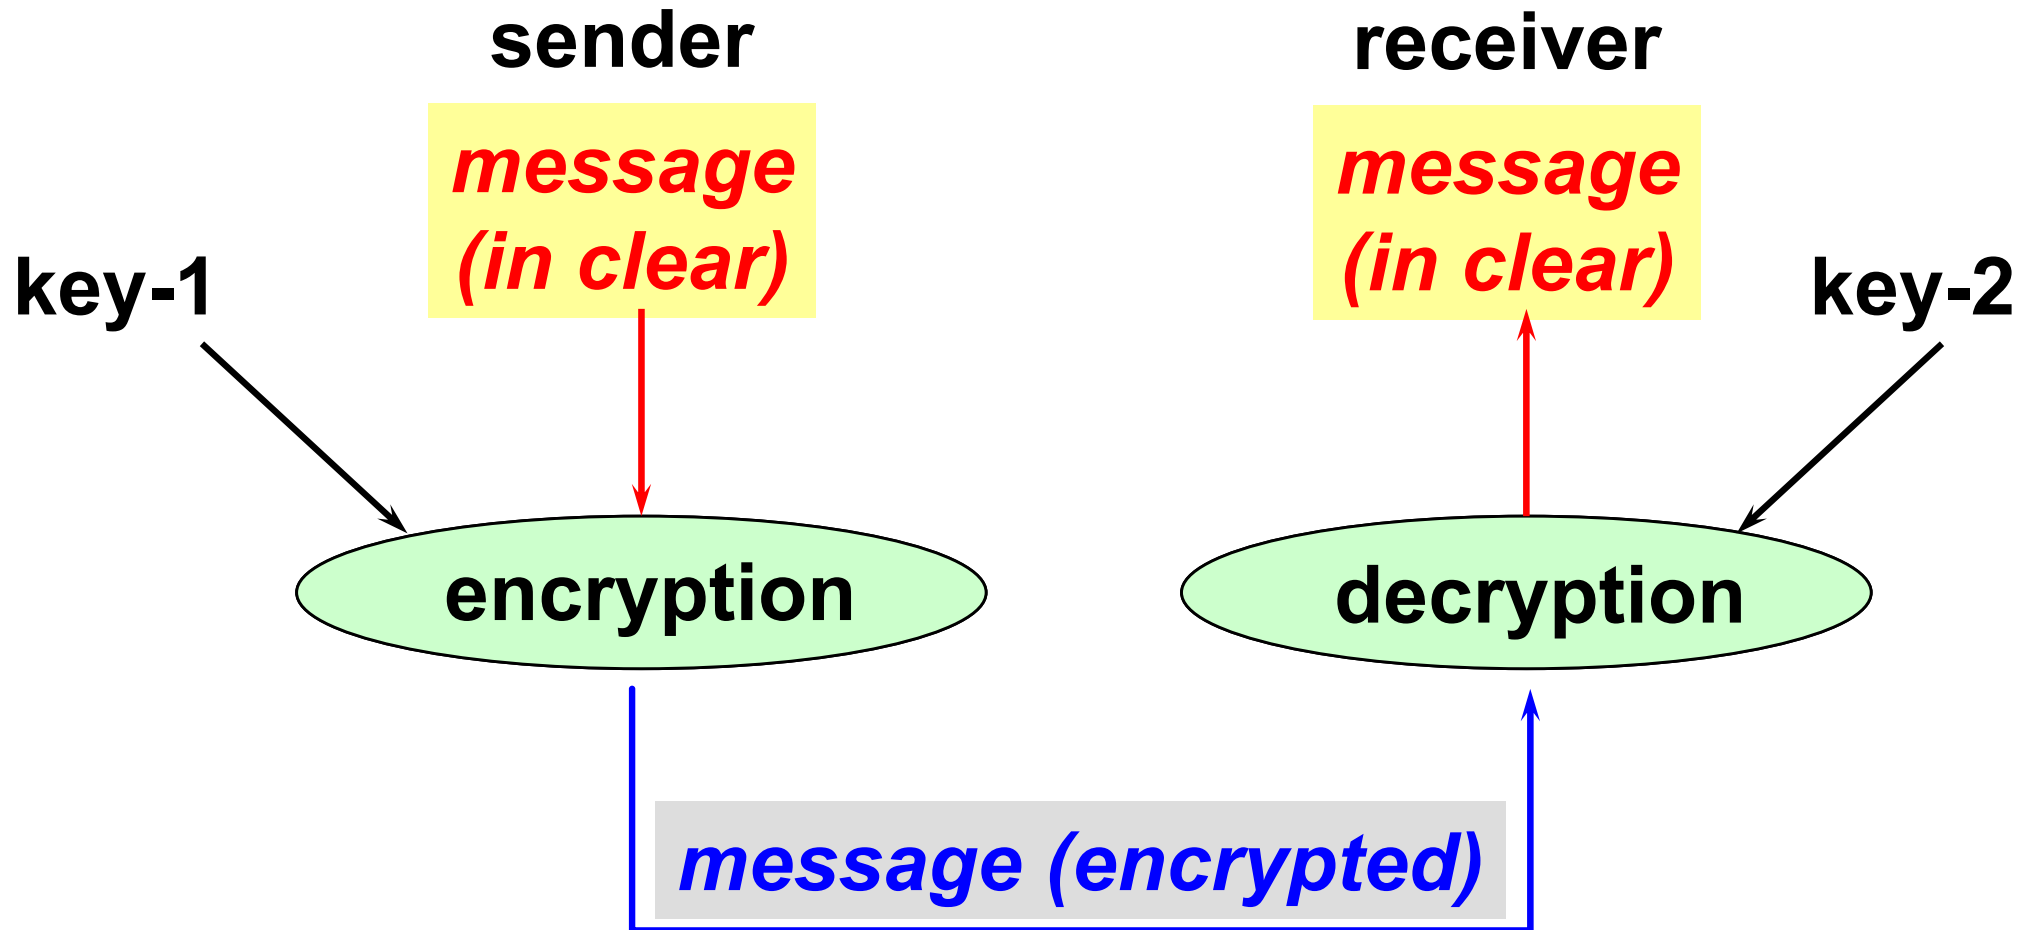 sender
receiver
message
(in clear)
message
(in clear)
key-1
key-2
encryption
decryption
message (encrypted)